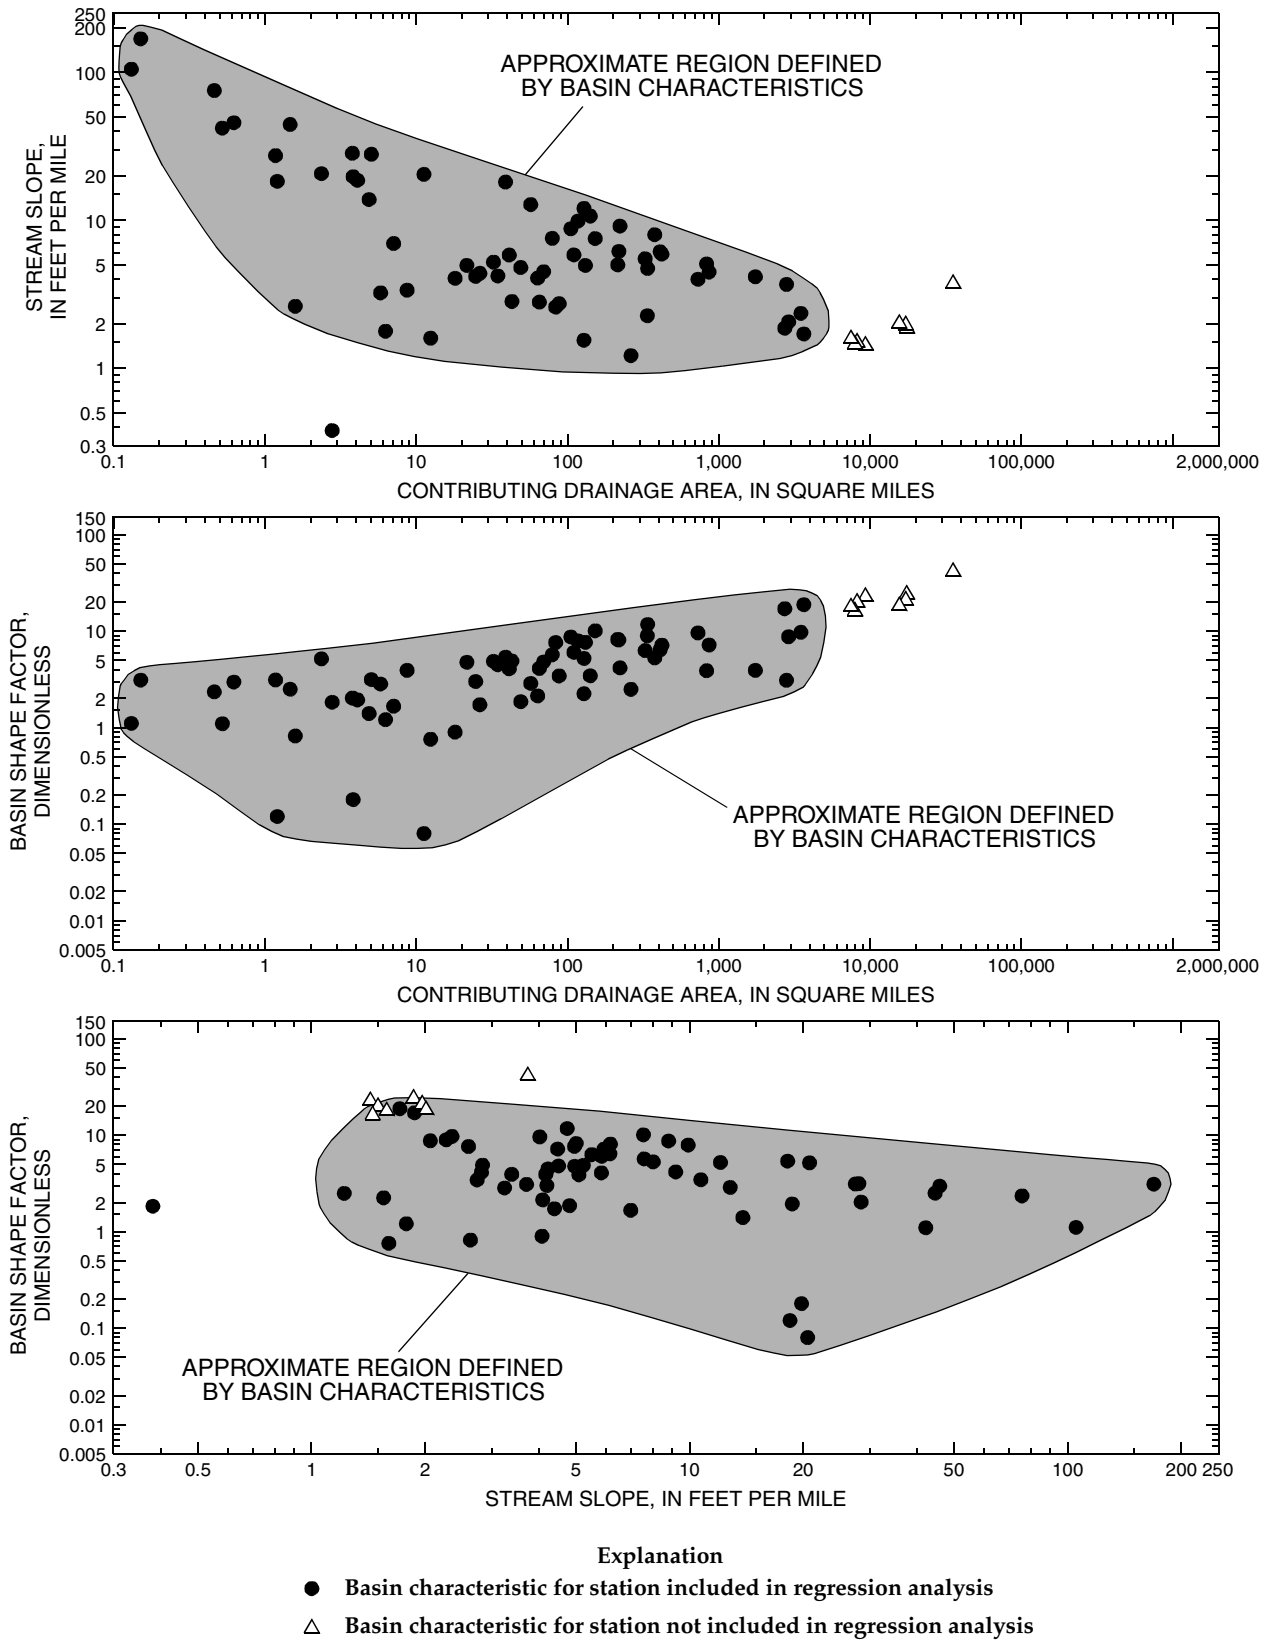 250
200
100
50
20
10
5
2
1
0.5
0.3
STREAM SLOPE,
IN FEET PER MILE
APPROXIMATE REGION DEFINED
BY BASIN CHARACTERISTICS
0.1 1 10 100 1,000 10,000 100,000 2,000,000
CONTRIBUTING DRAINAGE AREA, IN SQUARE MILES
150
100
50
20
10
5
2
1
0.5
0.2
0.1
0.05
0.02
0.01
0.005
BASIN SHAPE FACTOR,
DIMENSIONLESS
APPROXIMATE REGION DEFINED
BY BASIN CHARACTERISTICS
0.1 1 10 100 1,000 10,000 100,000 2,000,000
CONTRIBUTING DRAINAGE AREA, IN SQUARE MILES
150
100
50
20
10
5
2
1
0.5
0.2
0.1
0.05
0.02
0.01
0.005
BASIN SHAPE FACTOR,
DIMENSIONLESS
APPROXIMATE REGION DEFINED
BY BASIN CHARACTERISTICS
0.3 0.5 1 2 5 10 20 50 100 200 250
STREAM SLOPE, IN FEET PER MILE
Explanation
Basin characteristic for station included in regression analysis
Basin characteristic for station not included in regression analysis